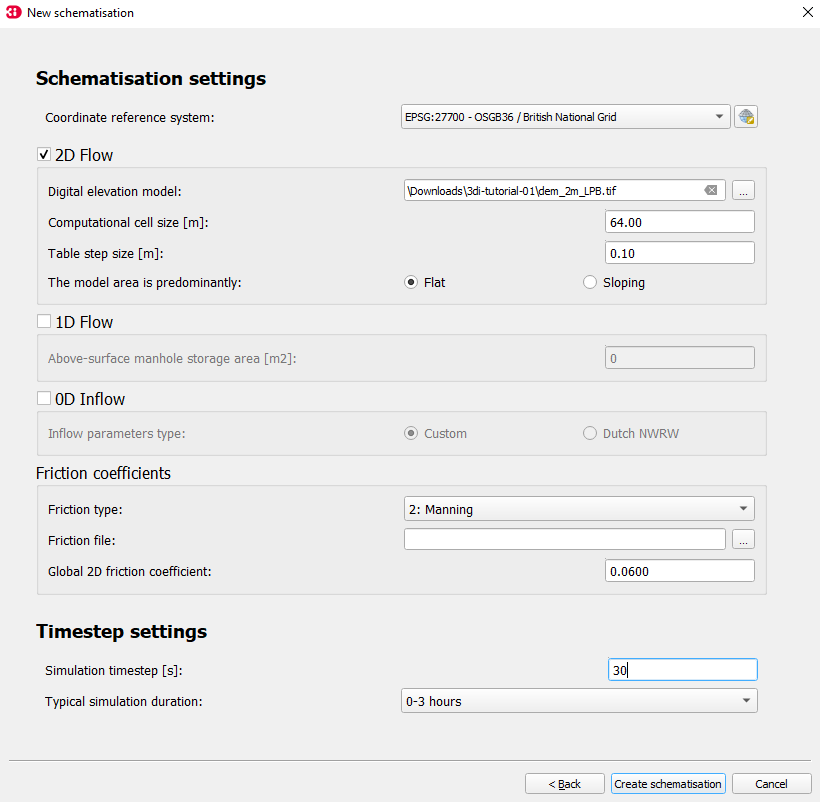 New schematisation
Schematisation settings
Coordinate reference system: EPSG:27700 - OSGB36 / British National Grid
2D Flow
Digital elevation model: \Downloads\3di-tutorial-01\dem_2m_LPB.tif ...
Computational cell size [m]: 64.00
Table step size [m]: 0.10
The model area is predominantly: Flat Sloping
1D Flow
Above-surface manhole storage area [m2]: 0
0D Inflow
Inflow parameters type: Custom Dutch NWRW
Friction coefficients
Friction type: 2: Manning
Friction file: ...
Global 2D friction coefficient: 0.0600
Timestep settings
Simulation timestep [s]: 30
Typical simulation duration: 0-3 hours
< Back Create schematisation Cancel